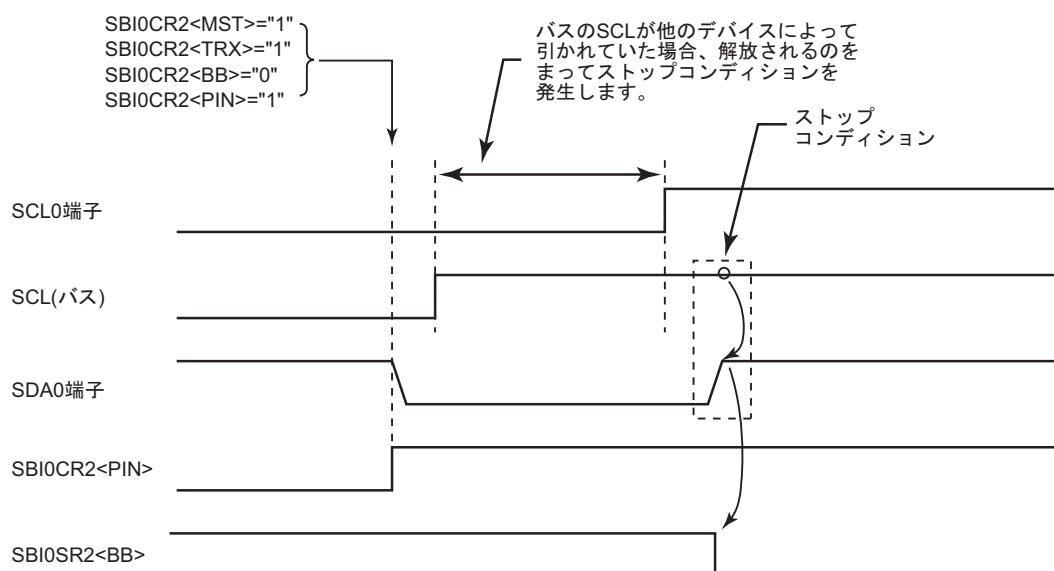 SBI0CR2<MST>="1"
SBI0CR2<TRX>="1"
SBI0CR2<BB>="0"
SBI0CR2<PIN>="1"
バスのSCLが他のデバイスによって
引かれていた場合、解放されるのを
まってストップコンディションを
発生します。
ストップ
コンディション
SCL0端子
SCL(バス)
SDA0端子
SBI0CR2<PIN>
SBI0SR2<BB>